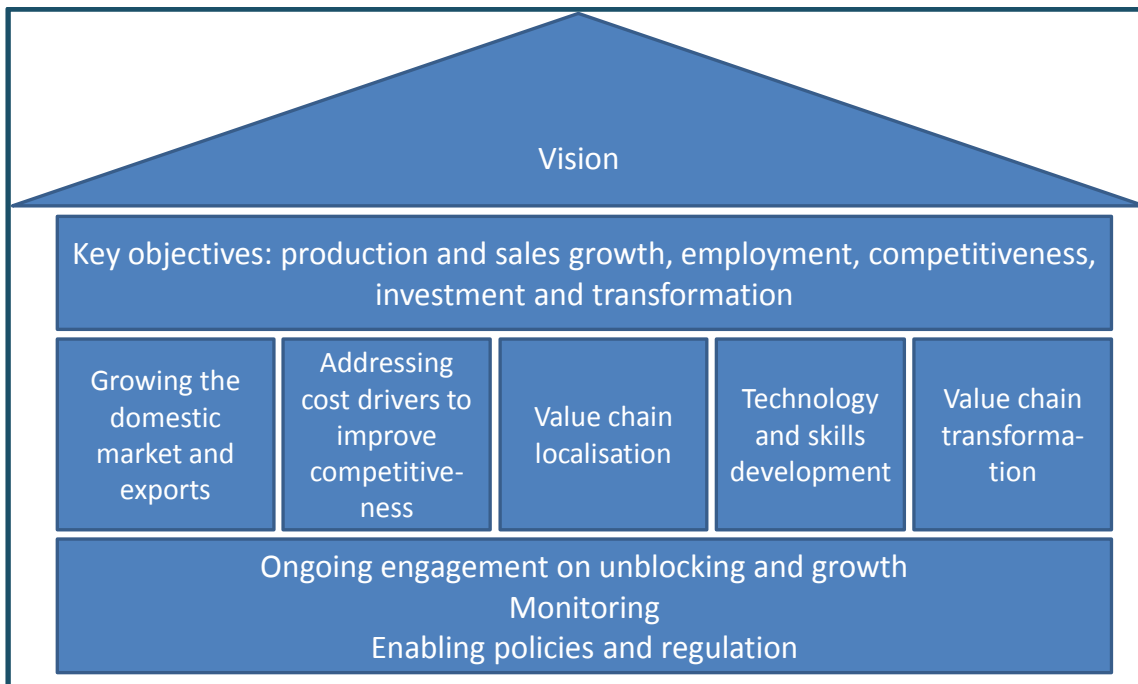 Vision
Key objectives: production and sales growth, employment, competitiveness,
investment and transformation
Growing the
domestic
market and
exports
Addressing
cost drivers to
improve
competitive-
ness
Value chain
localisation
Technology
and skills
development
Value chain
transforma-
tion
Ongoing engagement on unblocking and growth
Monitoring
Enabling policies and regulation